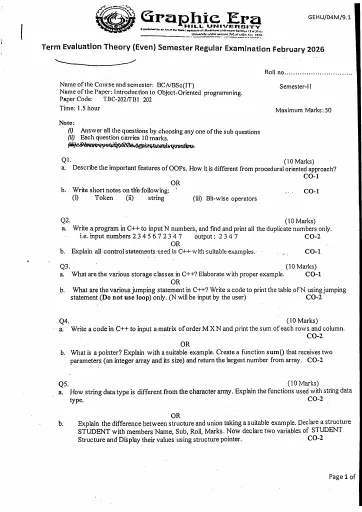 GEHU/04M/9.1
Graphic Era
HILL UNIVERSITY
Term Evaluation Theory (Even) Semester Regular Examination February 2026
Roll no..............................
Name of the Course and semester: BCA/BSc(IT) Semester-II
Name of the Paper: Introduction to Object-Oriented programming.
Paper Code: TBC-202/TB1 202
Time: 1.5 hour Maximum Marks: 50
Note:
(i) Answer all the questions by choosing any one of the sub questions
(ii) Each question carries 10 marks.
Q1. (10 Marks)
a. Describe the important features of OOPs. How it is different from procedural oriented approach?
CO-1
OR
b. Write short notes on the following: CO-1
(i) Token (ii) string (iii) Bit-wise operators
Q2. (10 Marks)
a. Write a program in C++ to input N numbers, and find and print all the duplicate numbers only.
i.e. input numbers 2 3 4 5 6 7 2 3 4 7 output : 2 3 4 7 CO-2
OR
b. Explain all control statements used in C++ with suitable examples. CO-1
Q3. (10 Marks)
a. What are the various storage classes in C++? Elaborate with proper example. CO-1
OR
b. What are the various jumping statement in C++? Write a code to print the table of N using jumping
statement (Do not use loop) only. (N will be input by the user) CO-2
Q4. (10 Marks)
a. Write a code in C++ to input a matrix of order M X N and print the sum of each rows and column.
CO-2
OR
b. What is a pointer? Explain with a suitable example. Create a function sum() that receives two
parameters (an integer array and its size) and return the largest number from array. CO-2
Q5. (10 Marks)
a. How string data type is different from the character array. Explain the functions used with string data
type. CO-2
OR
b. Explain the difference between structure and union taking a suitable example. Declare a structure
STUDENT with members Name, Sub, Roll, Marks. Now declare two variables of STUDENT
Structure and Display their values using structure pointer. CO-2
Page 1 of